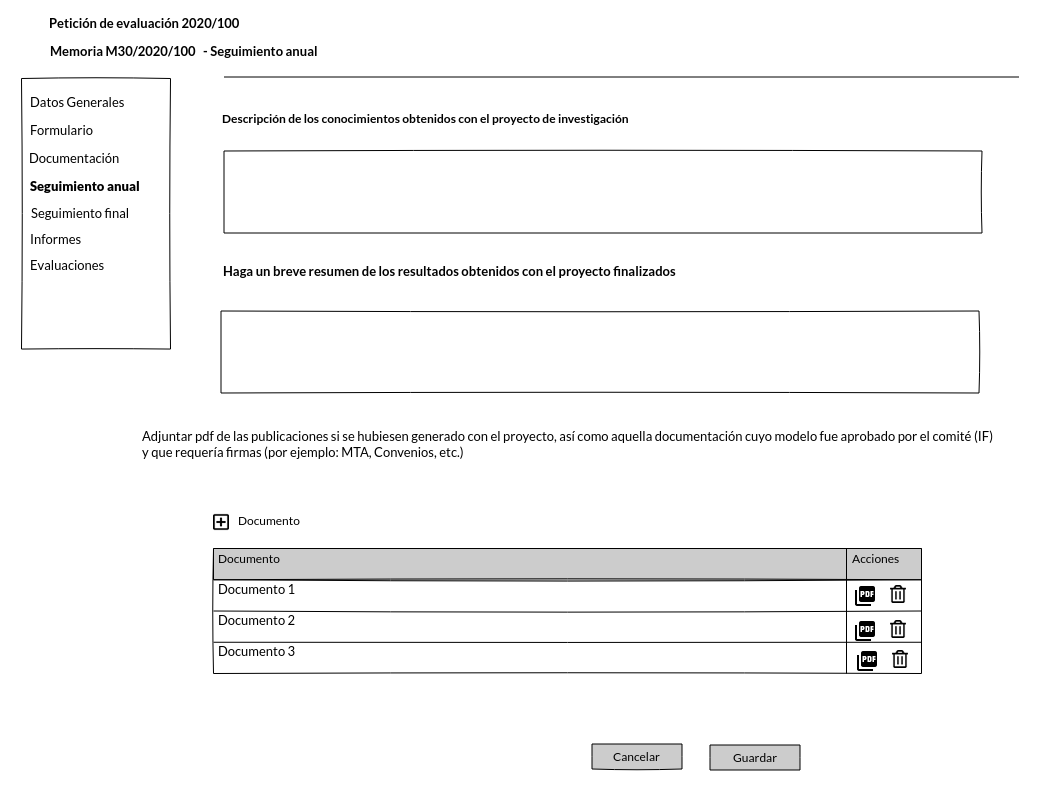 Petición de evaluación 2020/100
Memoria M30/2020/100 - Seguimiento anual
Datos Generales
Formulario
Documentación
Seguimiento anual
Seguimiento final
Informes
Evaluaciones
Descripción de los conocimientos obtenidos con el proyecto de investigación
Haga un breve resumen de los resultados obtenidos con el proyecto finalizados
Adjuntar pdf de las publicaciones si se hubiesen generado con el proyecto, así como aquella documentación cuyo modelo fue aprobado por el comité (IF)
y que requería firmas (por ejemplo: MTA, Convenios, etc.)
Documento
Documento Acciones
Documento 1 PDF
Documento 2 PDF
Documento 3 PDF
Cancelar Guardar